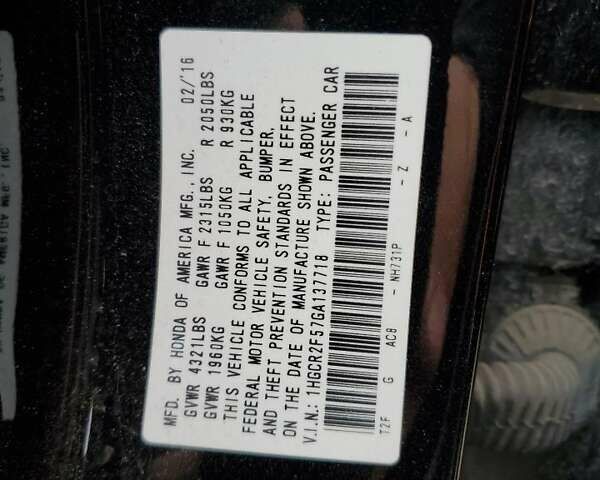 MFD. BY HONDA OF AMERICA MFG., INC. 02/'16
GVWR 4321LBS GAWR F 2315LBS R 2050LBS
GVWR 1960KG GAWR F 1050KG R 930KG
THIS VEHICLE CONFORMS TO ALL APPLICABLE
FEDERAL MOTOR VEHICLE SAFETY, BUMPER,
AND THEFT PREVENTION STANDARDS IN EFFECT
ON THE DATE OF MANUFACTURE SHOWN ABOVE.
V.I.N.: 1HGCR2F57GA137718 TYPE: PASSENGER CAR
T2F G AC8 - NH731P - Z - A